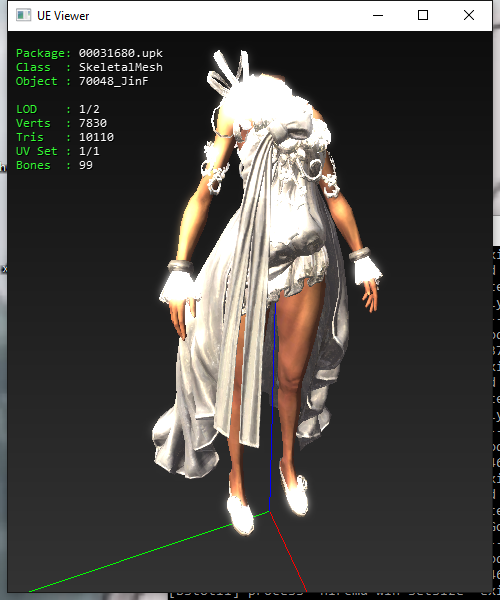 UE Viewer
Package: 00031680.upk
Class : SkeletalMesh
Object : 70048_JinF
LOD : 1/2
Verts : 7830
Tris : 10110
UV Set : 1/1
Bones : 99